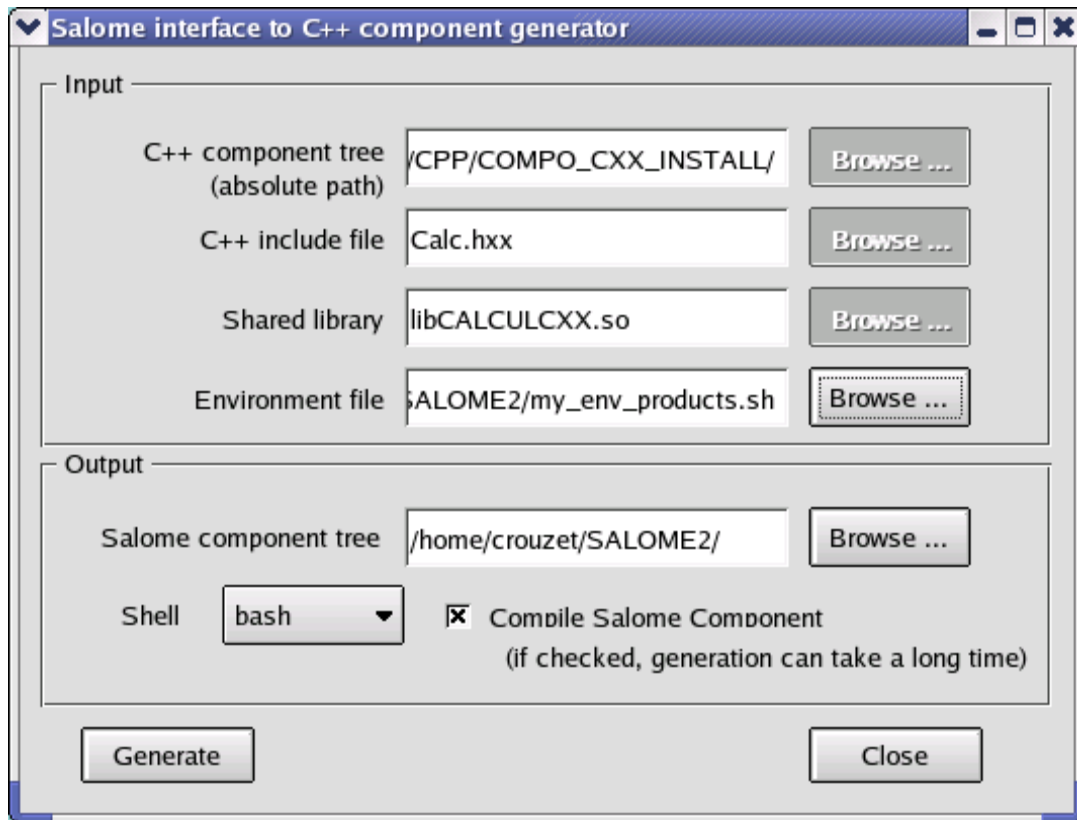 Salome interface to C++ component generator
Input
C++ component tree /CPP/COMPO_CXX_INSTALL/ Browse ...
(absolute path)
C++ include file Calc.hxx Browse ...
Shared library libCALCULCXX.so Browse ...
Environment file SALOME2/my_env_products.sh Browse ...
Output
Salome component tree /home/crouzet/SALOME2/ Browse ...
Shell bash Compile Salome Component
(if checked, generation can take a long time)
Generate Close